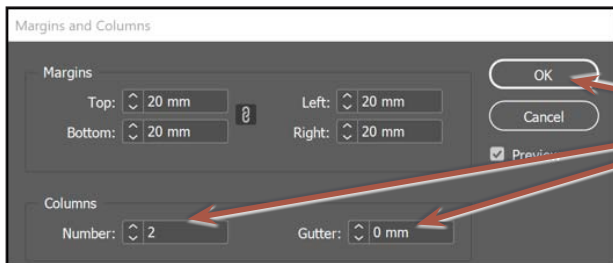 Margins and Columns
Margins
OK
Top: 20 mm
Left: 20 mm
Bottom: 20 mm
Right: 20 mm
Cancel
Preview
Columns
Number: 2
Gutter: 0 mm